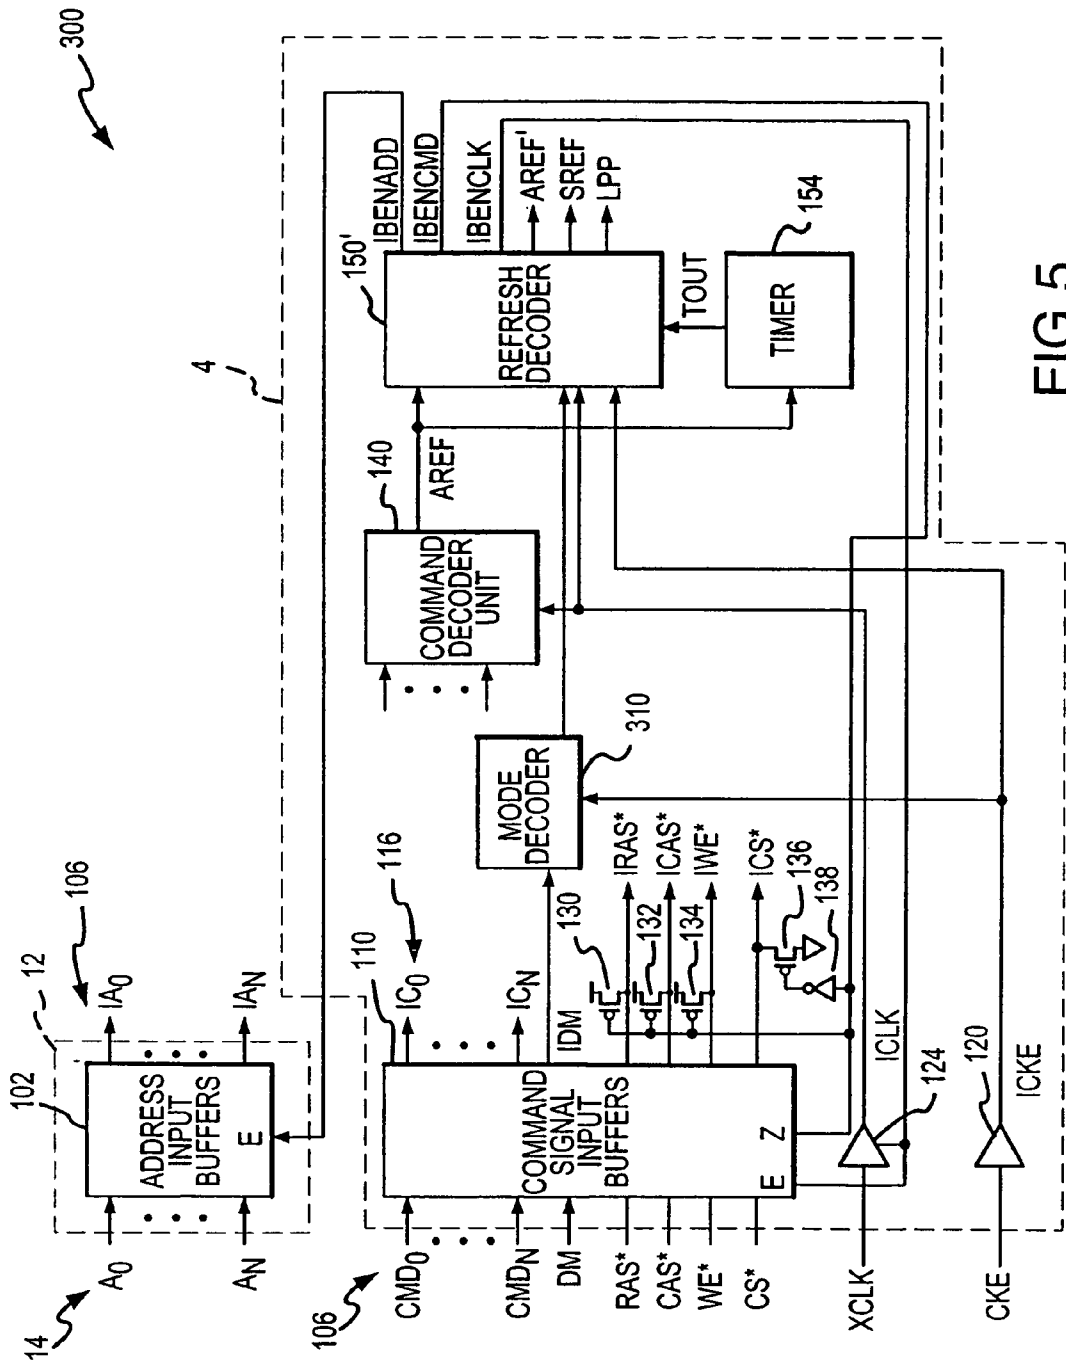 300
14
A0
AN
102
12
ADDRESS
INPUT
BUFFERS
E
106
IA0
IAN
4
106
CMD0
CMDN
DM
RAS*
CAS*
WE*
CS*
XCLK
CKE
110
COMMAND
SIGNAL
INPUT
BUFFERS
E Z
116
IC0
ICN
IDM
130
132
134
IRAS*
ICAS*
IWE*
ICS*
136
138
ICLK
124
120
ICKE
MODE
DECODER
310
140
COMMAND
DECODER
UNIT
AREF
150'
REFRESH
DECODER
IBENADD
IBENCMD
IBENCLK
AREF'
SREF
LPP
TOUT
TIMER
154
FIG.5